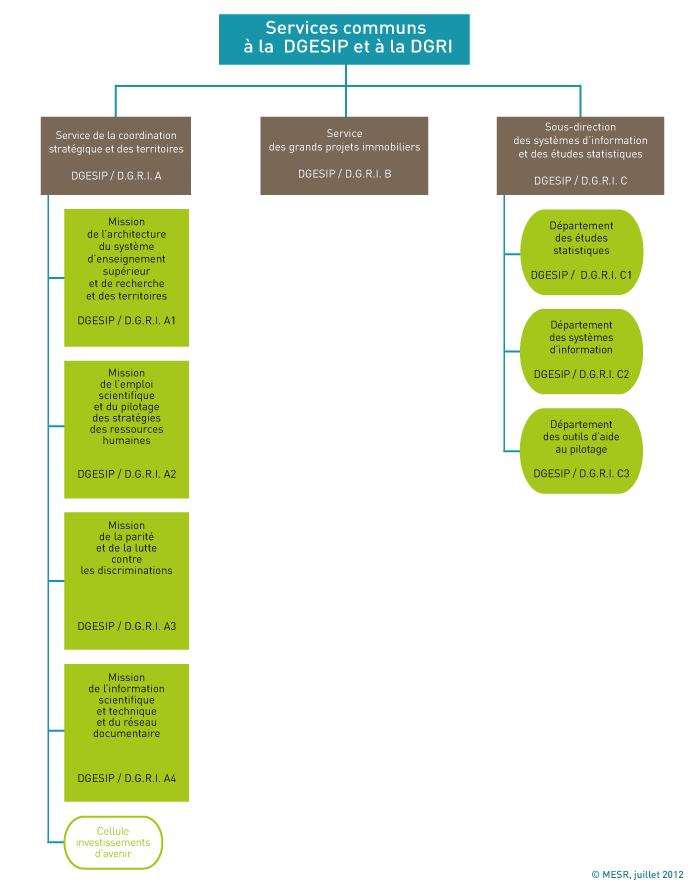 Services communs
à la DGESIP et à la DGRI
Service de la coordination
stratégique et des territoires
DGESIP / D.G.R.I. A
Service
des grands projets immobiliers
DGESIP / D.G.R.I. B
Sous-direction
des systèmes d'information
et des études statistiques
DGESIP / D.G.R.I. C
Mission
de l'architecture
du système
d'enseignement
supérieur
et de recherche
et des territoires
DGESIP / D.G.R.I. A1
Mission
de l'emploi
scientifique
et du pilotage
des stratégies
des ressources
humaines
DGESIP / D.G.R.I. A2
Mission
de la parité
et de la lutte
contre
les discriminations
DGESIP / D.G.R.I. A3
Mission
de l'information
scientifique
et technique
et du réseau
documentaire
DGESIP / D.G.R.I. A4
Cellule
investissements
d'avenir
Département
des études
statistiques
DGESIP / D.G.R.I. C1
Département
des systèmes
d'information
DGESIP / D.G.R.I. C2
Département
des outils d'aide
au pilotage
DGESIP / D.G.R.I. C3
© MESR, juillet 2012